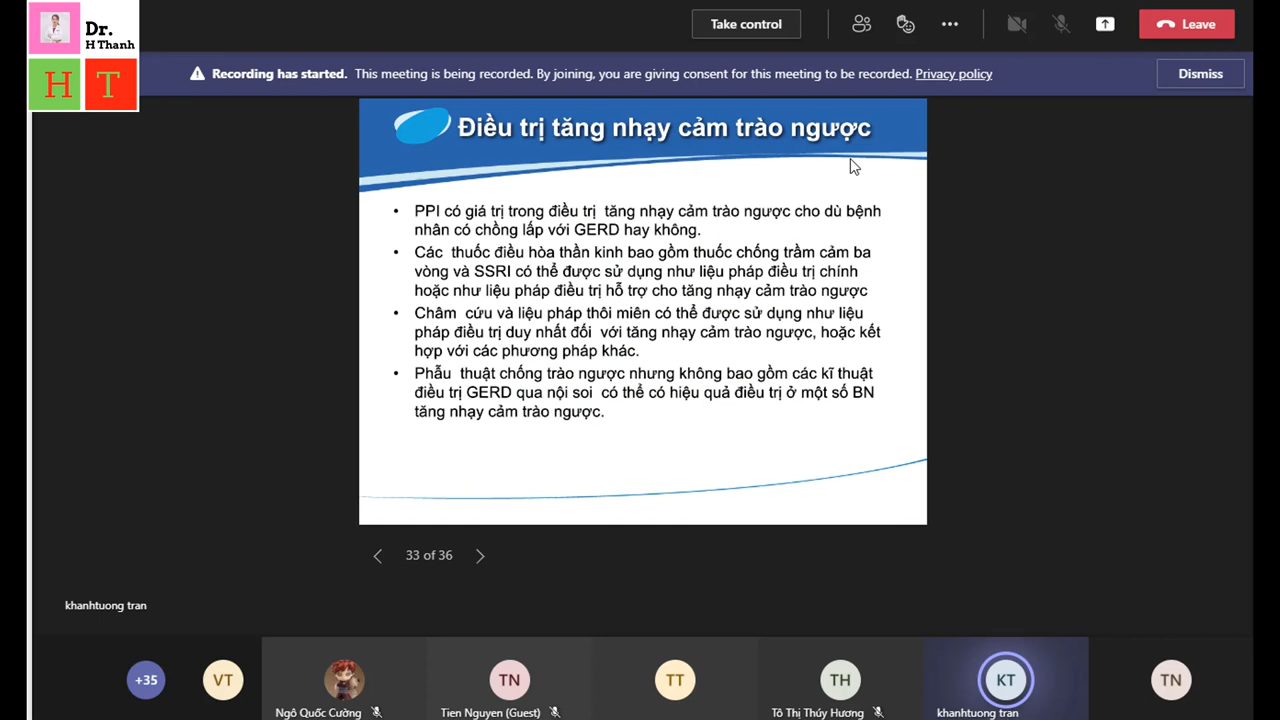 Dr.
H Thanh
H T
Take control
Leave
Recording has started. This meeting is being recorded. By joining, you are giving consent for this meeting to be recorded. Privacy policy
Dismiss
Điều trị tăng nhạy cảm trào ngược
• PPI có giá trị trong điều trị tăng nhạy cảm trào ngược cho dù bệnh
nhân có chồng lấp với GERD hay không.
• Các thuốc điều hòa thần kinh bao gồm thuốc chống trầm cảm ba
vòng và SSRI có thể được sử dụng như liệu pháp điều trị chính
hoặc như liệu pháp điều trị hỗ trợ cho tăng nhạy cảm trào ngược
• Châm cứu và liệu pháp thôi miên có thể được sử dụng như liệu
pháp điều trị duy nhất đối với tăng nhạy cảm trào ngược, hoặc kết
hợp với các phương pháp khác.
• Phẫu thuật chống trào ngược nhưng không bao gồm các kĩ thuật
điều trị GERD qua nội soi có thể có hiệu quả điều trị ở một số BN
tăng nhạy cảm trào ngược.
33 of 36
khanhtuong tran
+35
VT
TN
TT
TH
KT
TN
Ngô Quốc Cường
Tien Nguyen (Guest)
Tô Thị Thúy Hương
khanhtuong tran